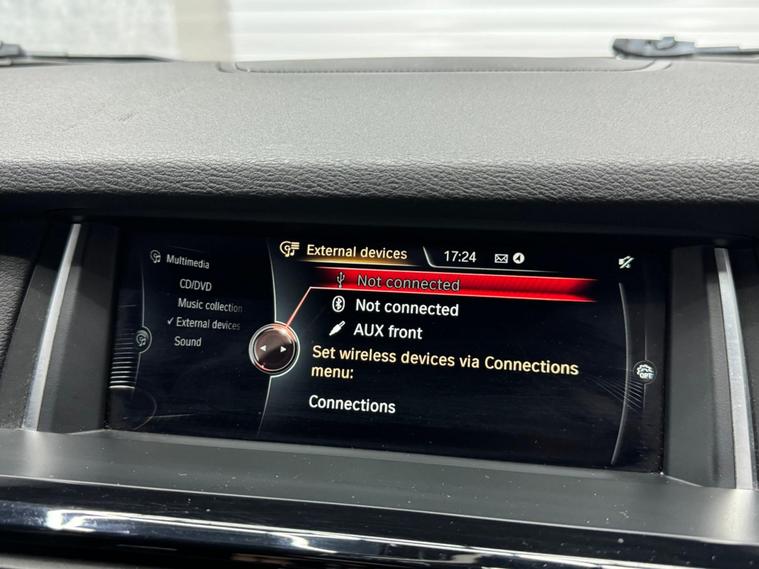 Multimedia
CD/DVD
Music collection
External devices
Sound
External devices
17:24
Not connected
Not connected
AUX front
Set wireless devices via Connections
menu:
Connections
OPT